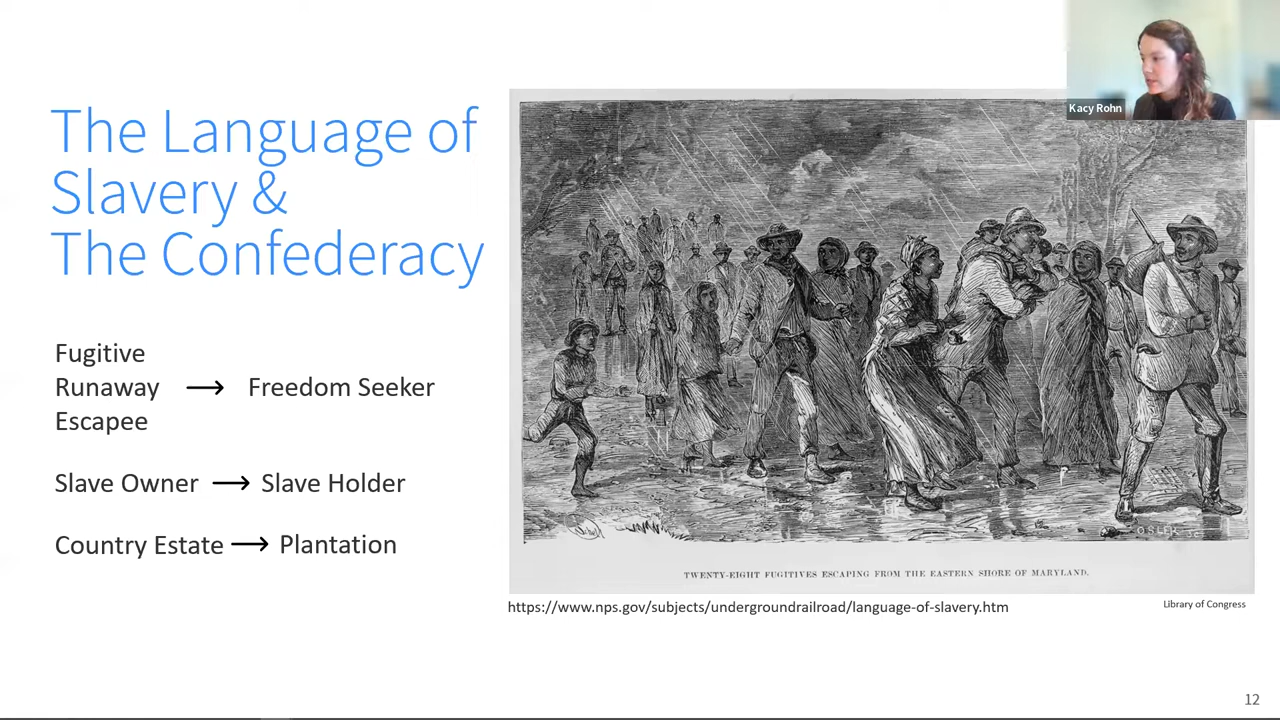 Kacy Rohn
The Language of
Slavery &
The Confederacy
Fugitive
Runaway ⟶ Freedom Seeker
Escapee
Slave Owner ⟶ Slave Holder
Country Estate ⟶ Plantation
OSLER SC
TWENTY-EIGHT FUGITIVES ESCAPING FROM THE EASTERN SHORE OF MARYLAND.
https://www.nps.gov/subjects/undergroundrailroad/language-of-slavery.htm
Library of Congress
12